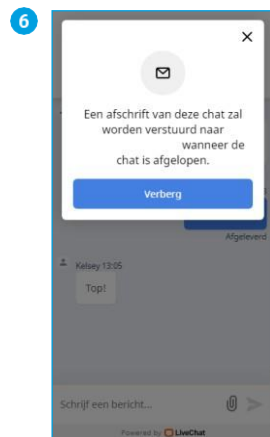 6
Een afschrift van deze chat zal
worden verstuurd naar
wanneer de
chat is afgelopen.
Verberg
Afgeleverd
Kelsey 13:05
Top!
Schrijf een bericht...
Powered by LiveChat